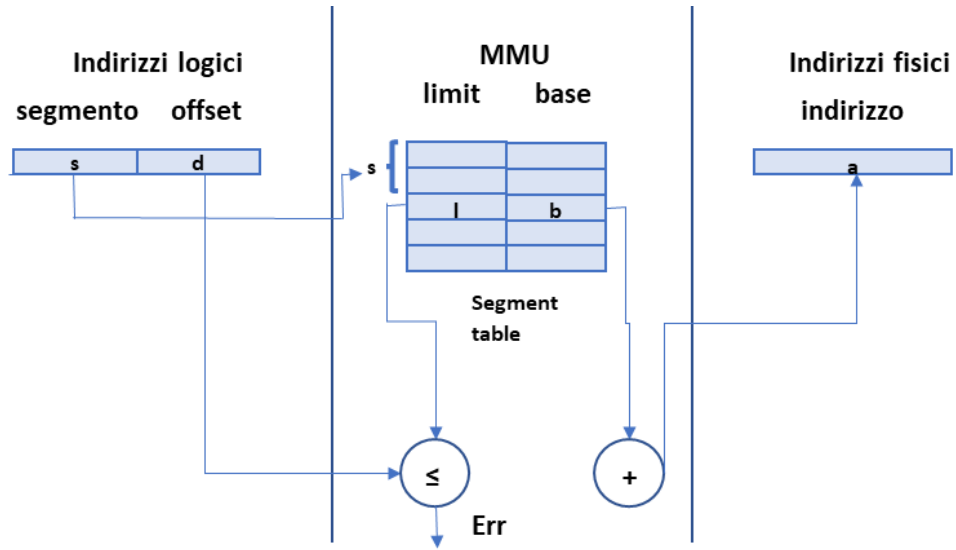 Indirizzi logici
segmento offset
s d
MMU
limit base
s
l b
Segment
table
≤
Err
+
Indirizzi fisici
indirizzo
a